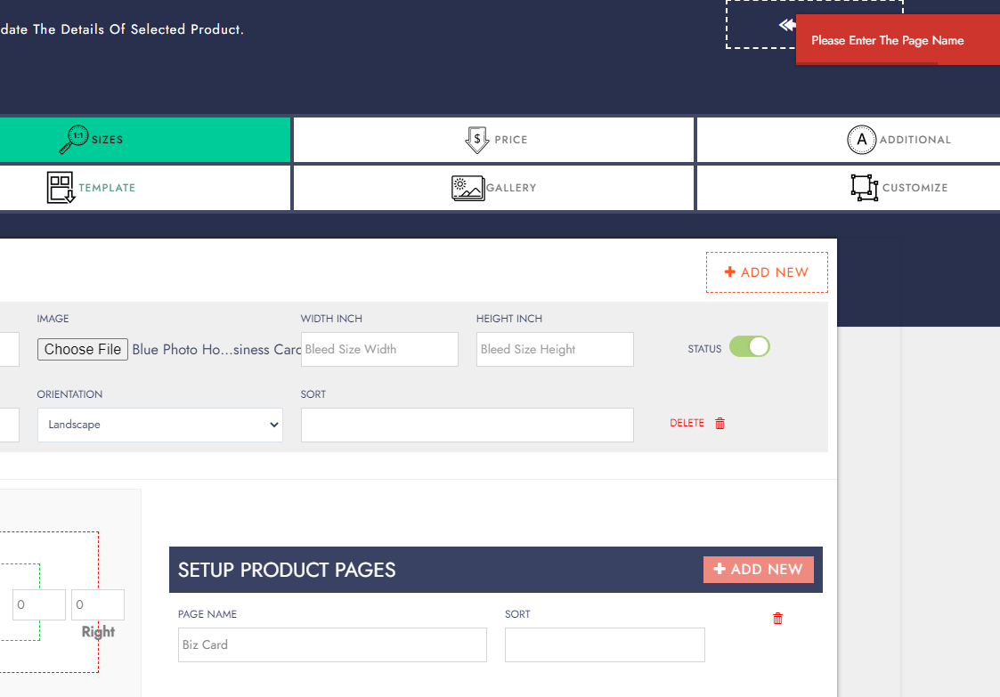 date The Details Of Selected Product.
Please Enter The Page Name
1:1 SIZES
$ PRICE
A ADDITIONAL
TEMPLATE
GALLERY
CUSTOMIZE
+ ADD NEW
IMAGE
WIDTH INCH
HEIGHT INCH
Choose File Blue Photo Ho...siness Card
Bleed Size Width
Bleed Size Height
STATUS
ORIENTATION
SORT
Landscape
DELETE
SETUP PRODUCT PAGES
+ ADD NEW
0
0
Right
PAGE NAME
SORT
Biz Card